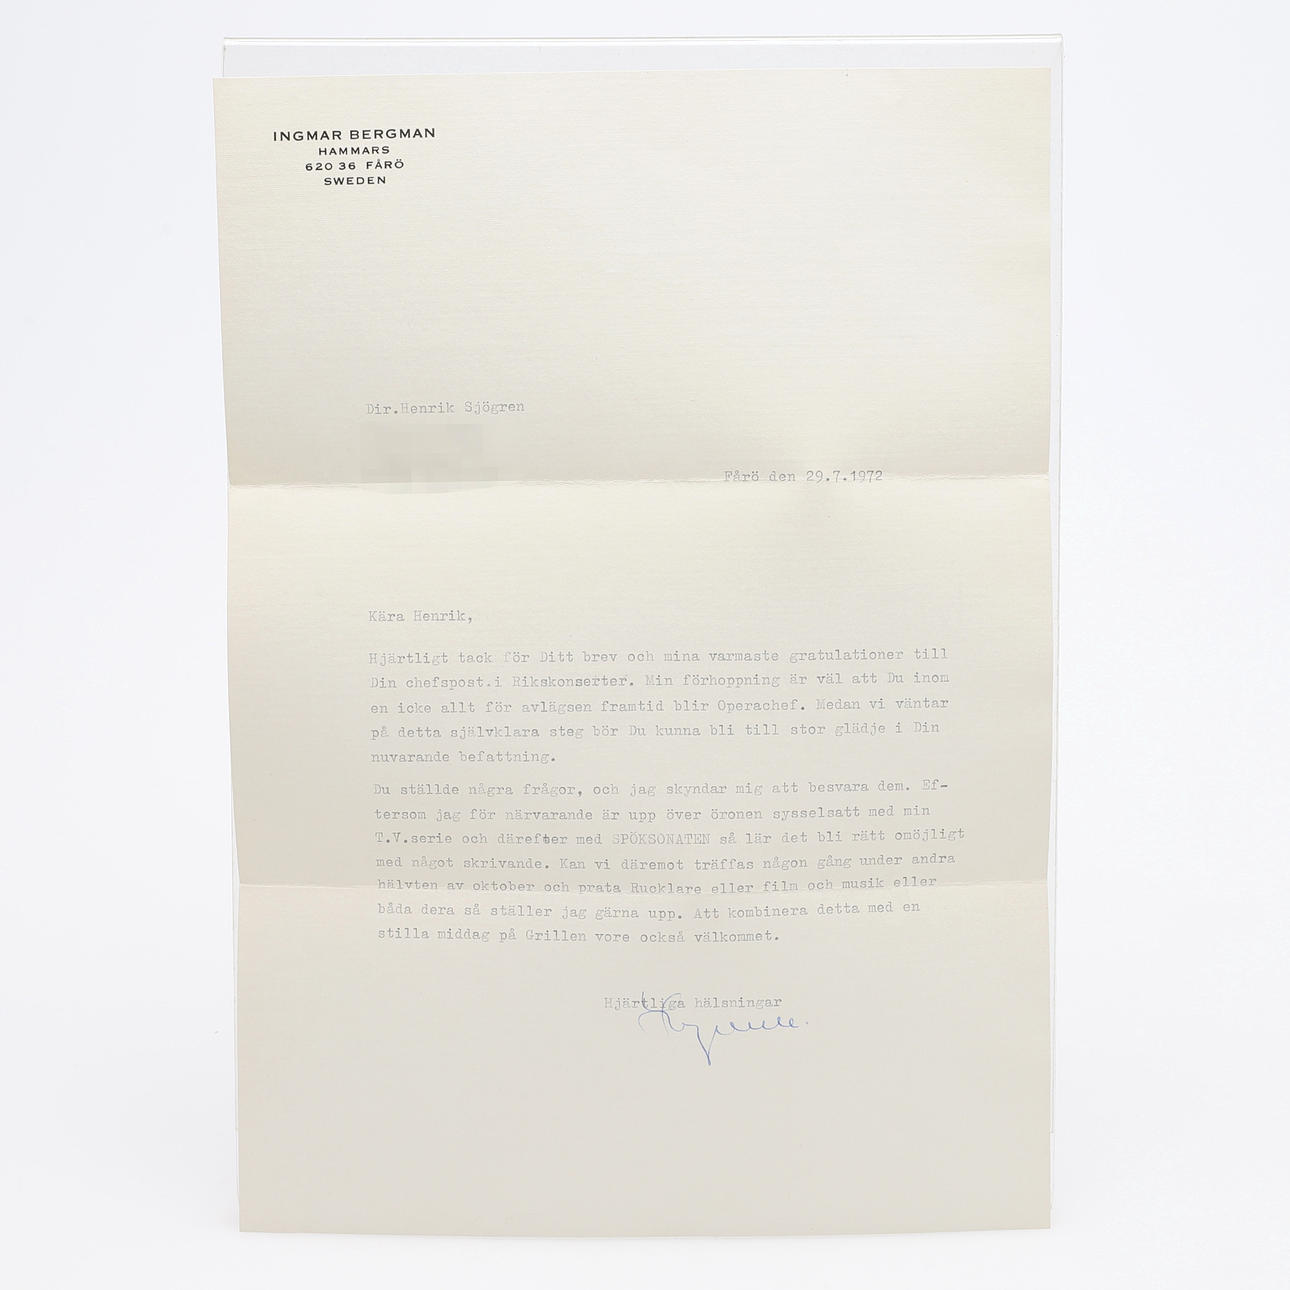 INGMAR BERGMAN
HAMMARS
620 36 FÅRÖ
SWEDEN
Dir.Henrik Sjögren
Fårö den 29.7.1972
Kära Henrik,
Hjärtligt tack för Ditt brev och mina varmaste gratulationer till
Din chefspost.i Rikskonserter. Min förhoppning är väl att Du inom
en icke allt för avlägsen framtid blir Operachef. Medan vi väntar
på detta självklara steg bör Du kunna bli till stor glädje i Din
nuvarande befattning.
Du ställde några frågor, och jag skyndar mig att besvara dem. Ef-
tersom jag för närvarande är upp över öronen sysselsatt med min
T.V.serie och därefter med SPÖKSONATEN så lär det bli rätt omöjligt
med något skrivande. Kan vi däremot träffas någon gång under andra
hälvten av oktober och prata Rucklare eller film och musik eller
båda dera så ställer jag gärna upp. Att kombinera detta med en
stilla middag på Grillen vore också välkommet.
Hjärtliga hälsningar